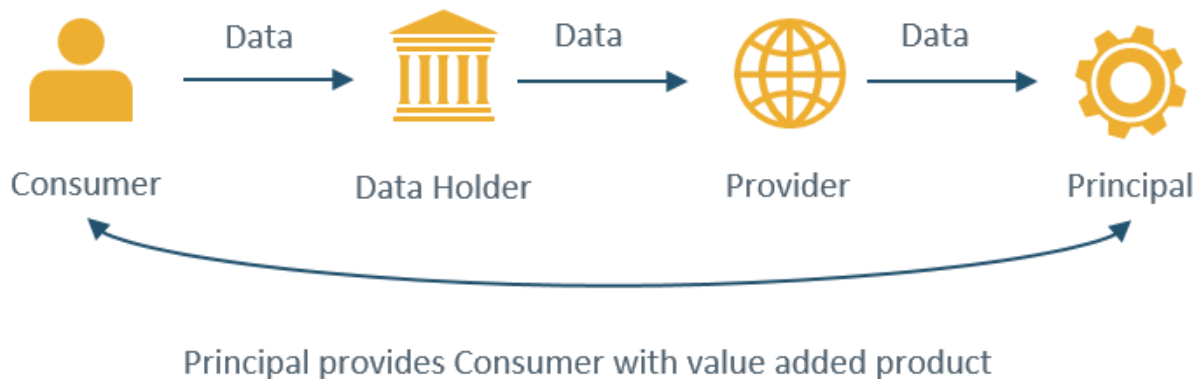 Data
Data
Data
Consumer
Data Holder
Provider
Principal
Principal provides Consumer with value added product